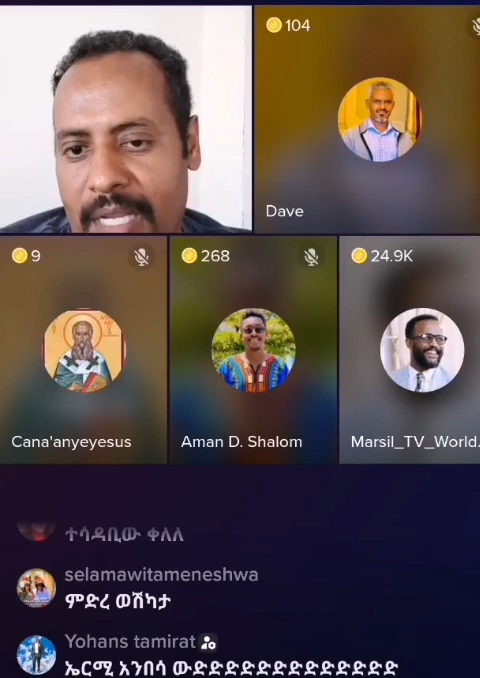 104
Dave
9
268
24.9K
Cana'anyeyesus
Aman D. Shalom
Marsil_TV_World.
ተሳዳቢው ቀለለ
selamawitameneshwa
ምድረ ወሽካታ
Yohans tamirat
ኤርሚ አንበሳ ውድድድድድድድድድድድድድ